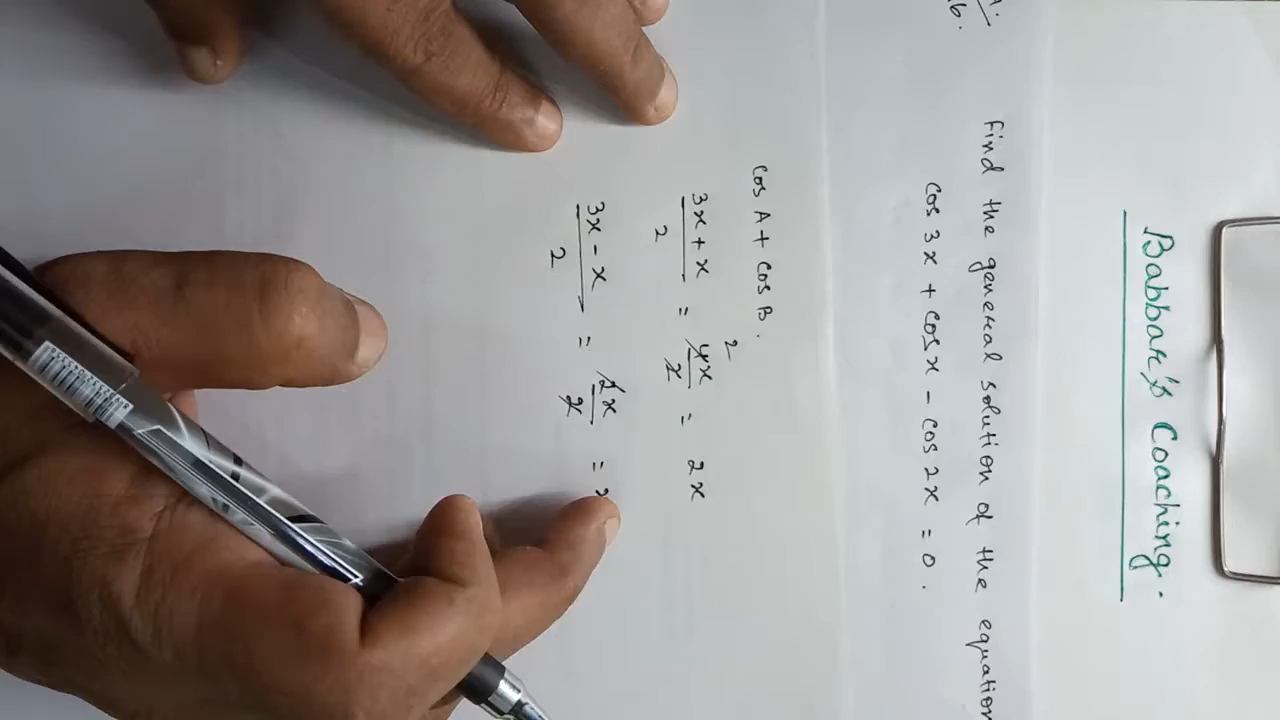 Babbar's Coaching.
Find the general solution of the equation
cos 3x + cos x - cos 2x = 0.
cos A + cos B.
3x + x / 2 = 4x / 2 2 = 2x
3x - x / 2 = 2x / 2 =